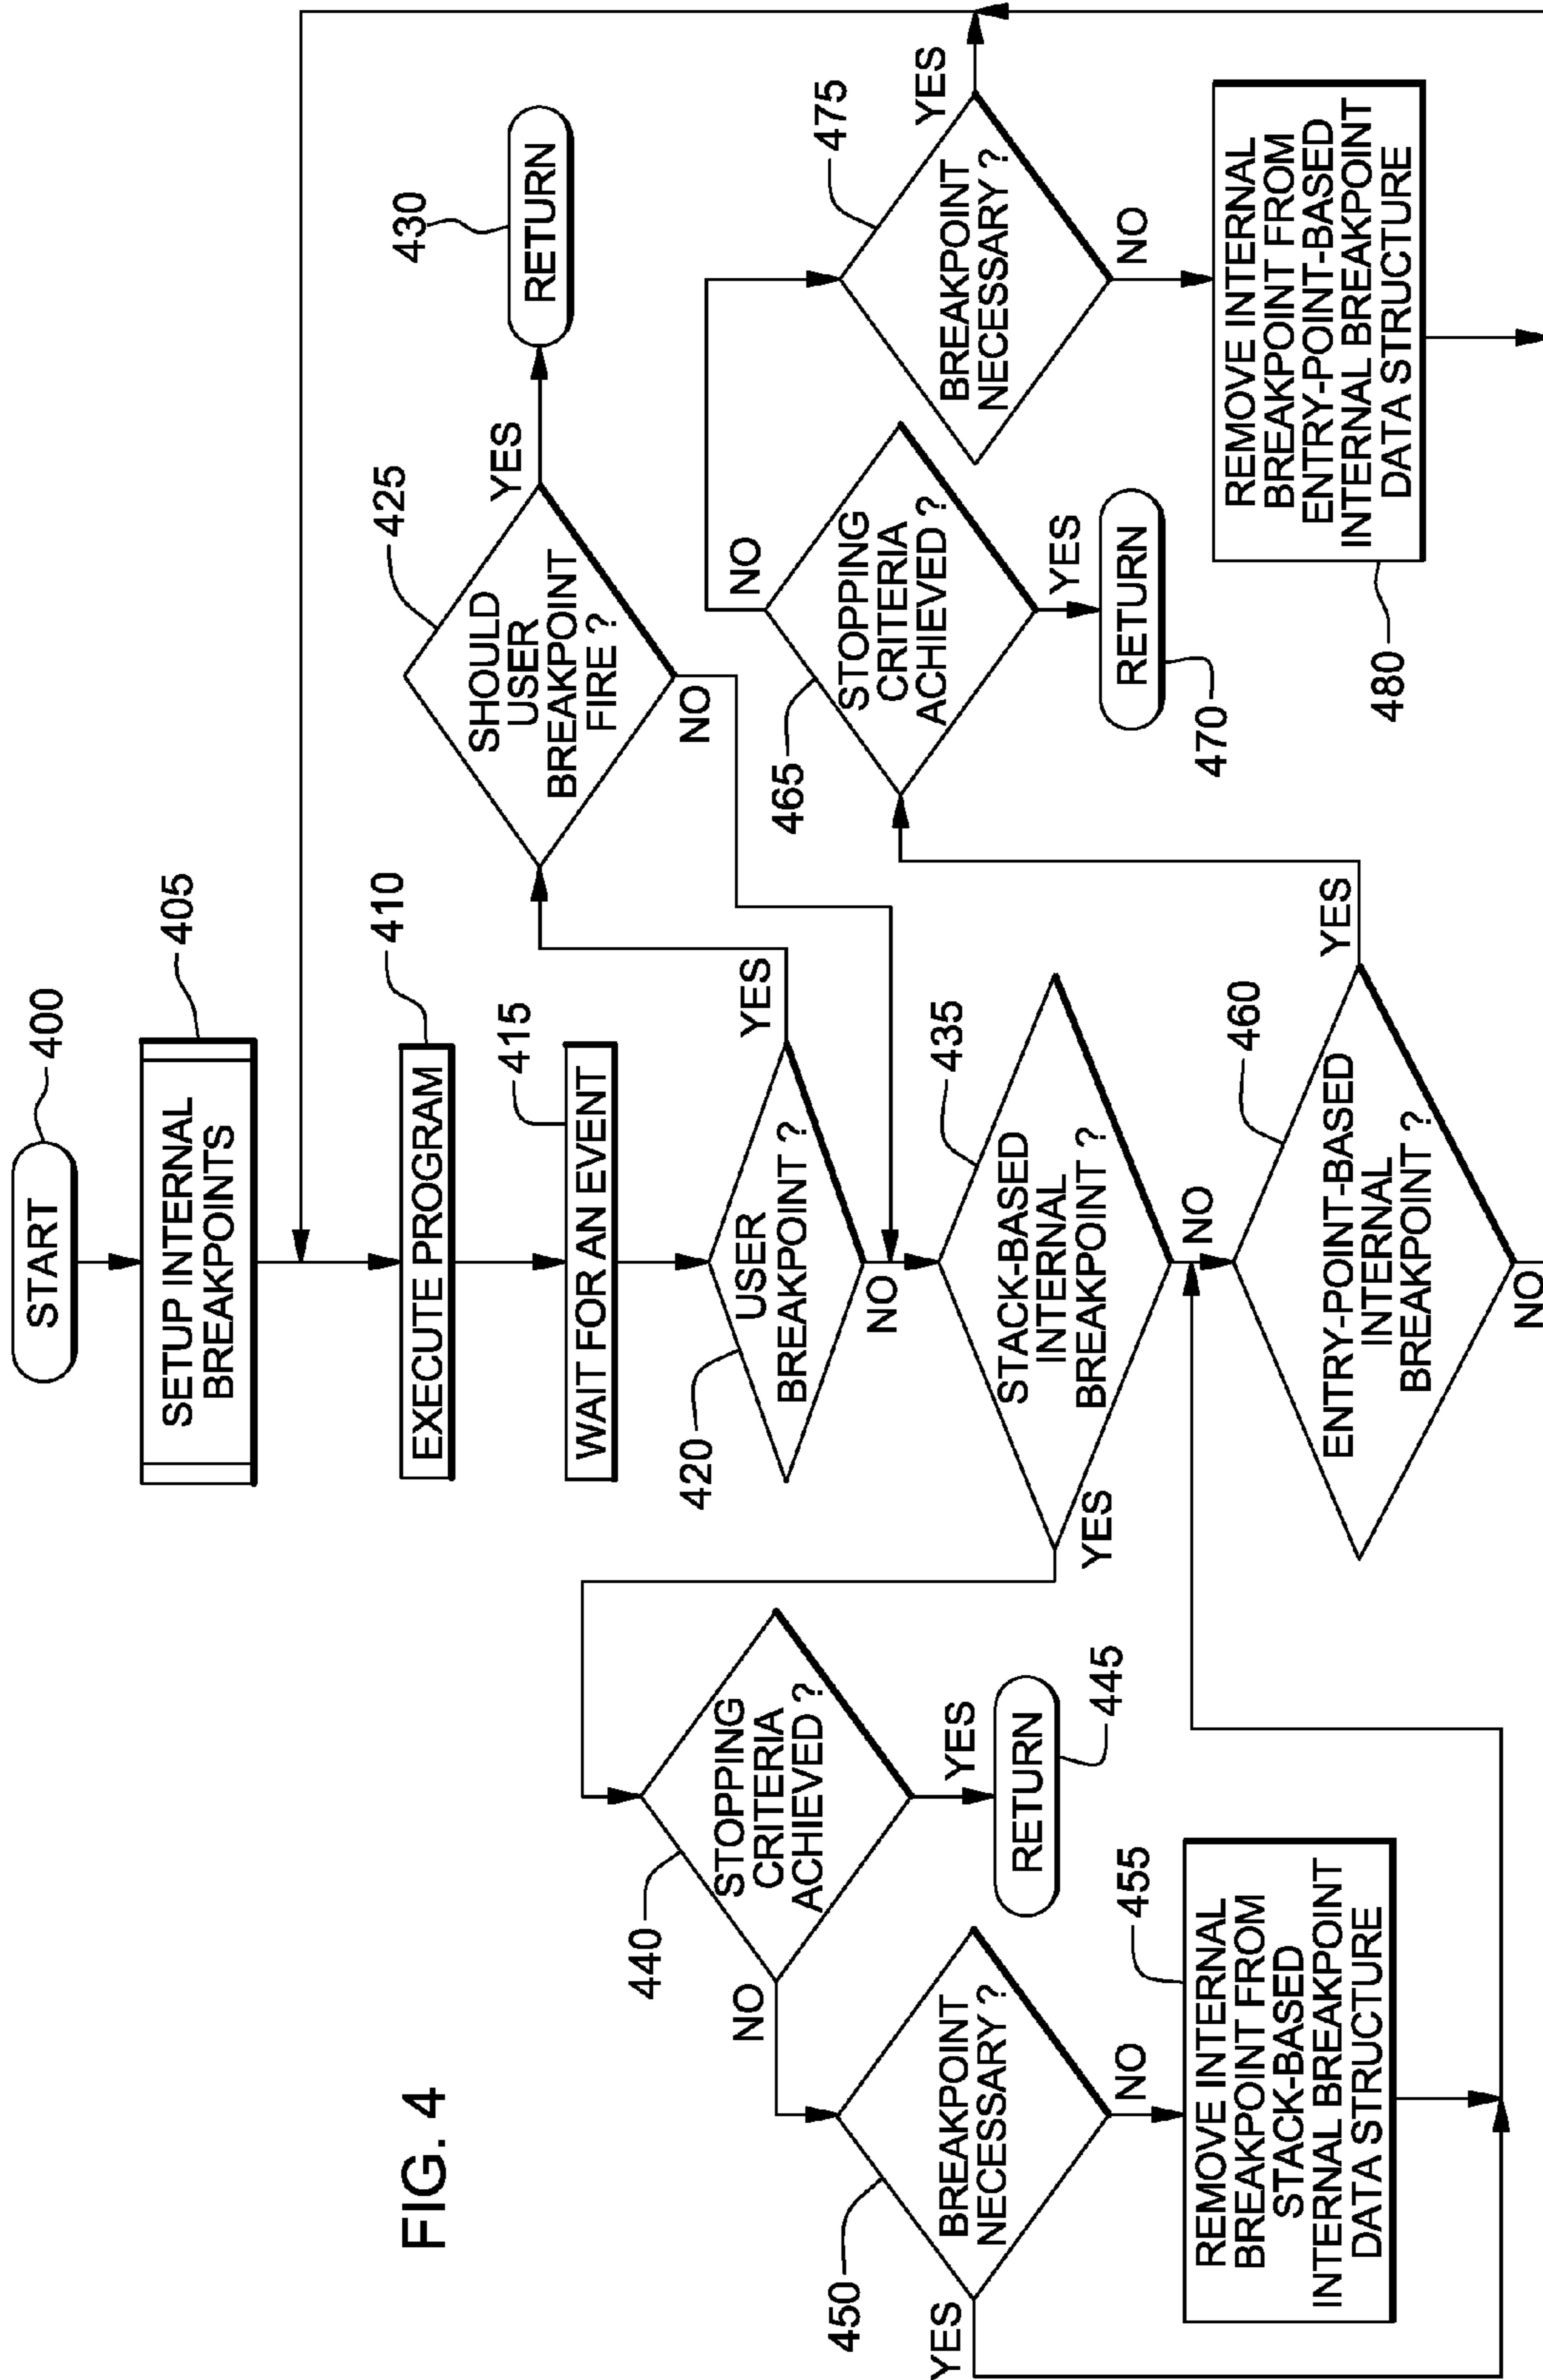 FIG. 4
START
400
SETUP INTERNAL
BREAKPOINTS
405
EXECUTE PROGRAM
410
WAIT FOR AN EVENT
415
USER
BREAKPOINT ?
420
YES
NO
SHOULD
USER
BREAKPOINT
FIRE ?
425
YES
NO
RETURN
430
STACK-BASED
INTERNAL
BREAKPOINT ?
435
YES
NO
STOPPING
CRITERIA
ACHIEVED ?
440
NO
YES
RETURN
445
BREAKPOINT
NECESSARY ?
450
YES
NO
REMOVE INTERNAL
BREAKPOINT FROM
STACK-BASED
INTERNAL BREAKPOINT
DATA STRUCTURE
455
ENTRY-POINT-BASED
INTERNAL
BREAKPOINT ?
460
YES
NO
STOPPING
CRITERIA
ACHIEVED ?
465
NO
YES
RETURN
470
BREAKPOINT
NECESSARY ?
475
YES
NO
REMOVE INTERNAL
BREAKPOINT FROM
ENTRY-POINT-BASED
INTERNAL BREAKPOINT
DATA STRUCTURE
480